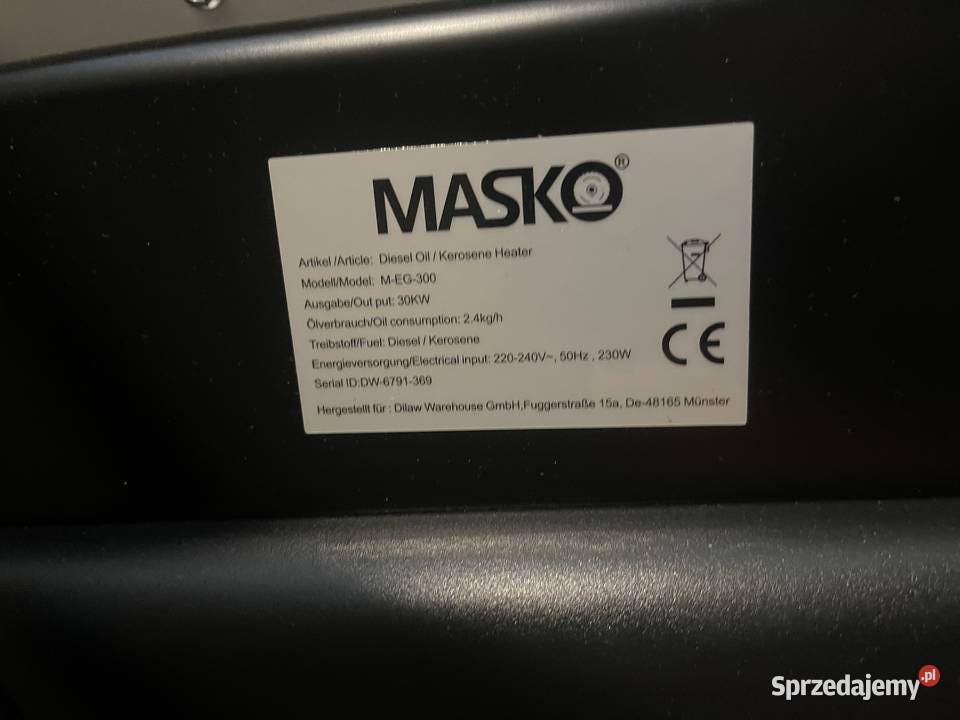 MASKO®
Artikel /Article: Diesel Oil / Kerosene Heater
Modell/Model: M-EG-300
Ausgabe/Out put: 30KW
Ölverbrauch/Oil consumption: 2.4kg/h
Treibstoff/Fuel: Diesel / Kerosene
Energieversorgung/Electrical input: 220-240V~, 50Hz , 230W
Serial ID:DW-6791-369
Hergestellt für : Dilaw Warehouse GmbH,Fuggerstraße 15a, De-48165 Münster
CE
Sprzedajemy.pl